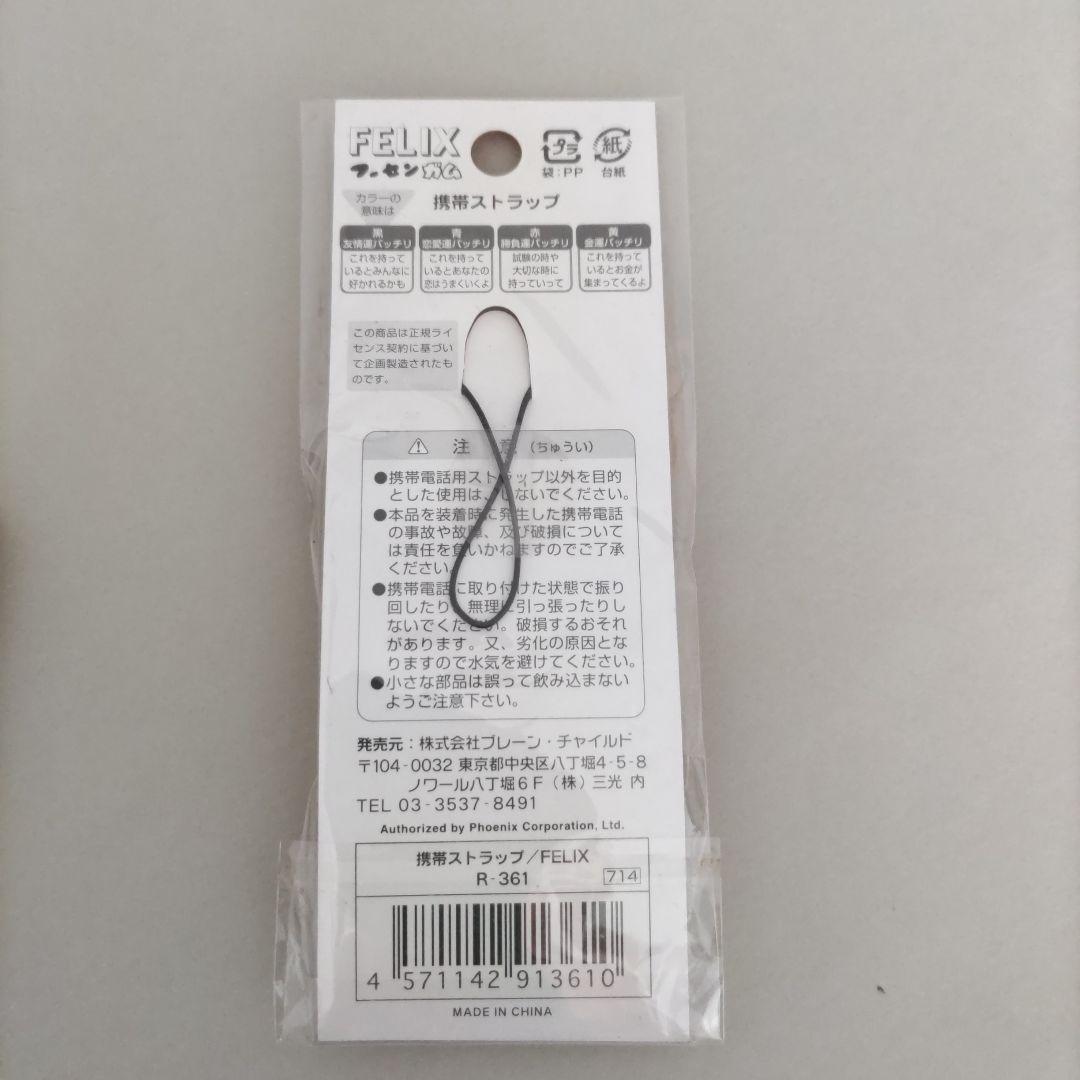 FELIX
フーセンガム
プラ
袋:PP
紙
台紙
カラーの
意味は
携帯ストラップ
黒
友情運バッチリ
これを持って
いるとみんなに
好かれるかも
青
恋愛運バッチリ
これを持って
いるとあなたの
恋はうまくいくよ
赤
勝負運バッチリ
試験の時や
大切な時に
持っていって
黄
金運バッチリ
これを持って
いるとお金が
集まってくるよ
この商品は正規ライ
センス契約に基づい
て企画製造されたも
のです。
注意(ちゅうい)
●携帯電話用ストラップ以外を目的
とした使用は、しないでください。
●本品を装着時に発生した携帯電話
の事故や故障、及び破損について
は責任を負いかねますのでご了承
ください。
●携帯電話に取り付けた状態で振り
回したり、無理に引っ張ったりし
ないでください。破損するおそれ
があります。又、劣化の原因とな
りますので水気を避けてください。
●小さな部品は誤って飲み込まない
ようご注意下さい。
発売元:株式会社ブレーン・チャイルド
〒104-0032 東京都中央区八丁堀4-5-8
ノワール八丁堀6F(株)三光 内
TEL 03-3537-8491
Authorized by Phoenix Corporation, Ltd.
携帯ストラップ/FELIX
R-361
714
4 571142 913610
MADE IN CHINA